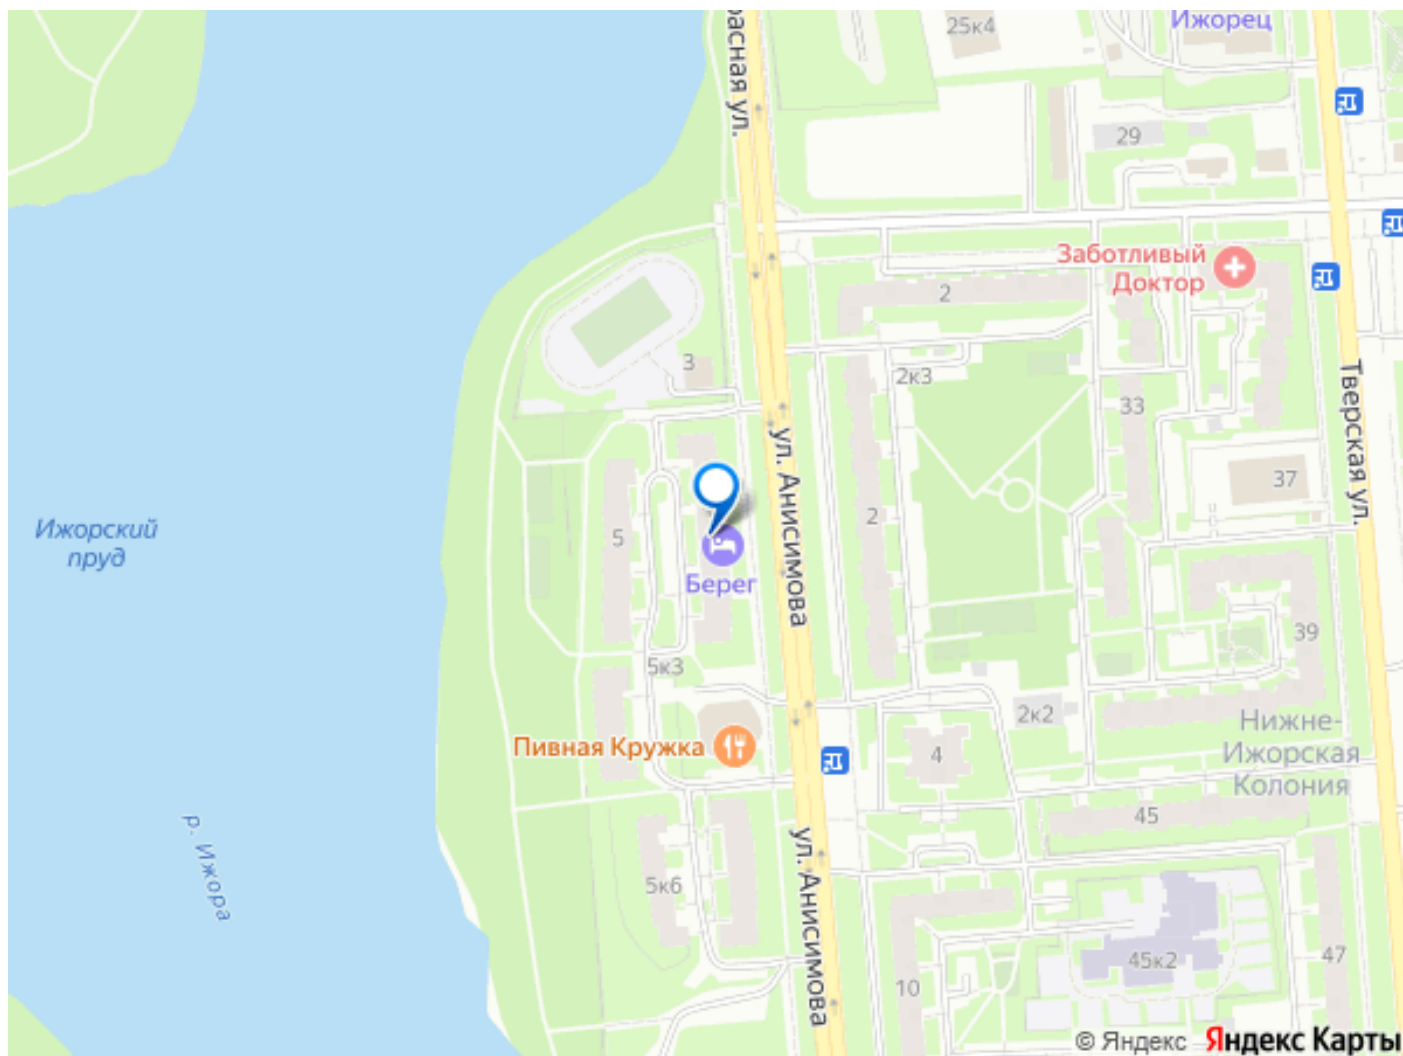 Ижорец
25к4
расная ул.
29
Заботливый
Доктор
2
3
2к3
33
Тверская ул.
ул. Анисимова
37
2
Ижорский
пруд
5
Берег
39
5к3
2к2
Нижне-
Ижорская
Колония
Пивная Кружка
4
45
р. Ижора
ул. Анисимова
5к6
45к2
47
10
© Яндекс Яндекс Карты